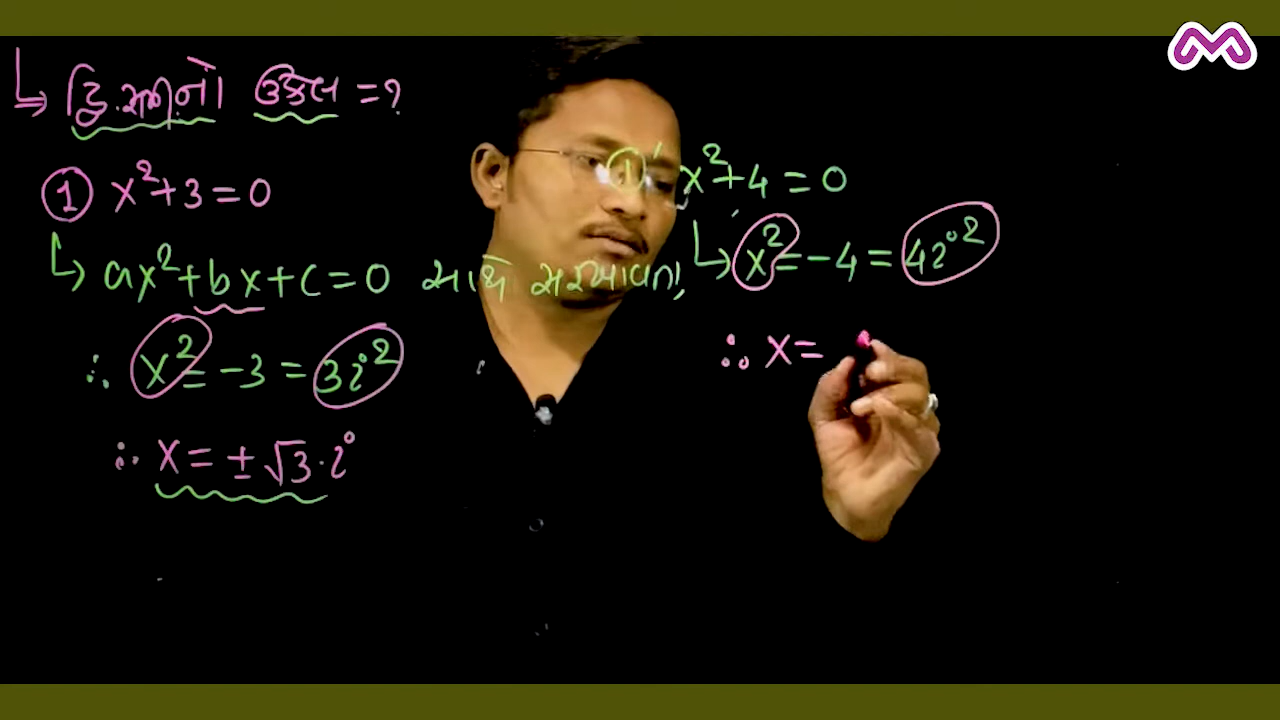 ↳ દ્વિ.સમી.નો ઉકેલ = ?
① x² + 3 = 0
↳ ax² + bx + c = 0 સાથે સરખાવતા,
∴ x² = -3 = 3i²
∴ x = ± √3 · i
①' x² + 4 = 0
↳ x² = -4 = 4i²
∴ x =